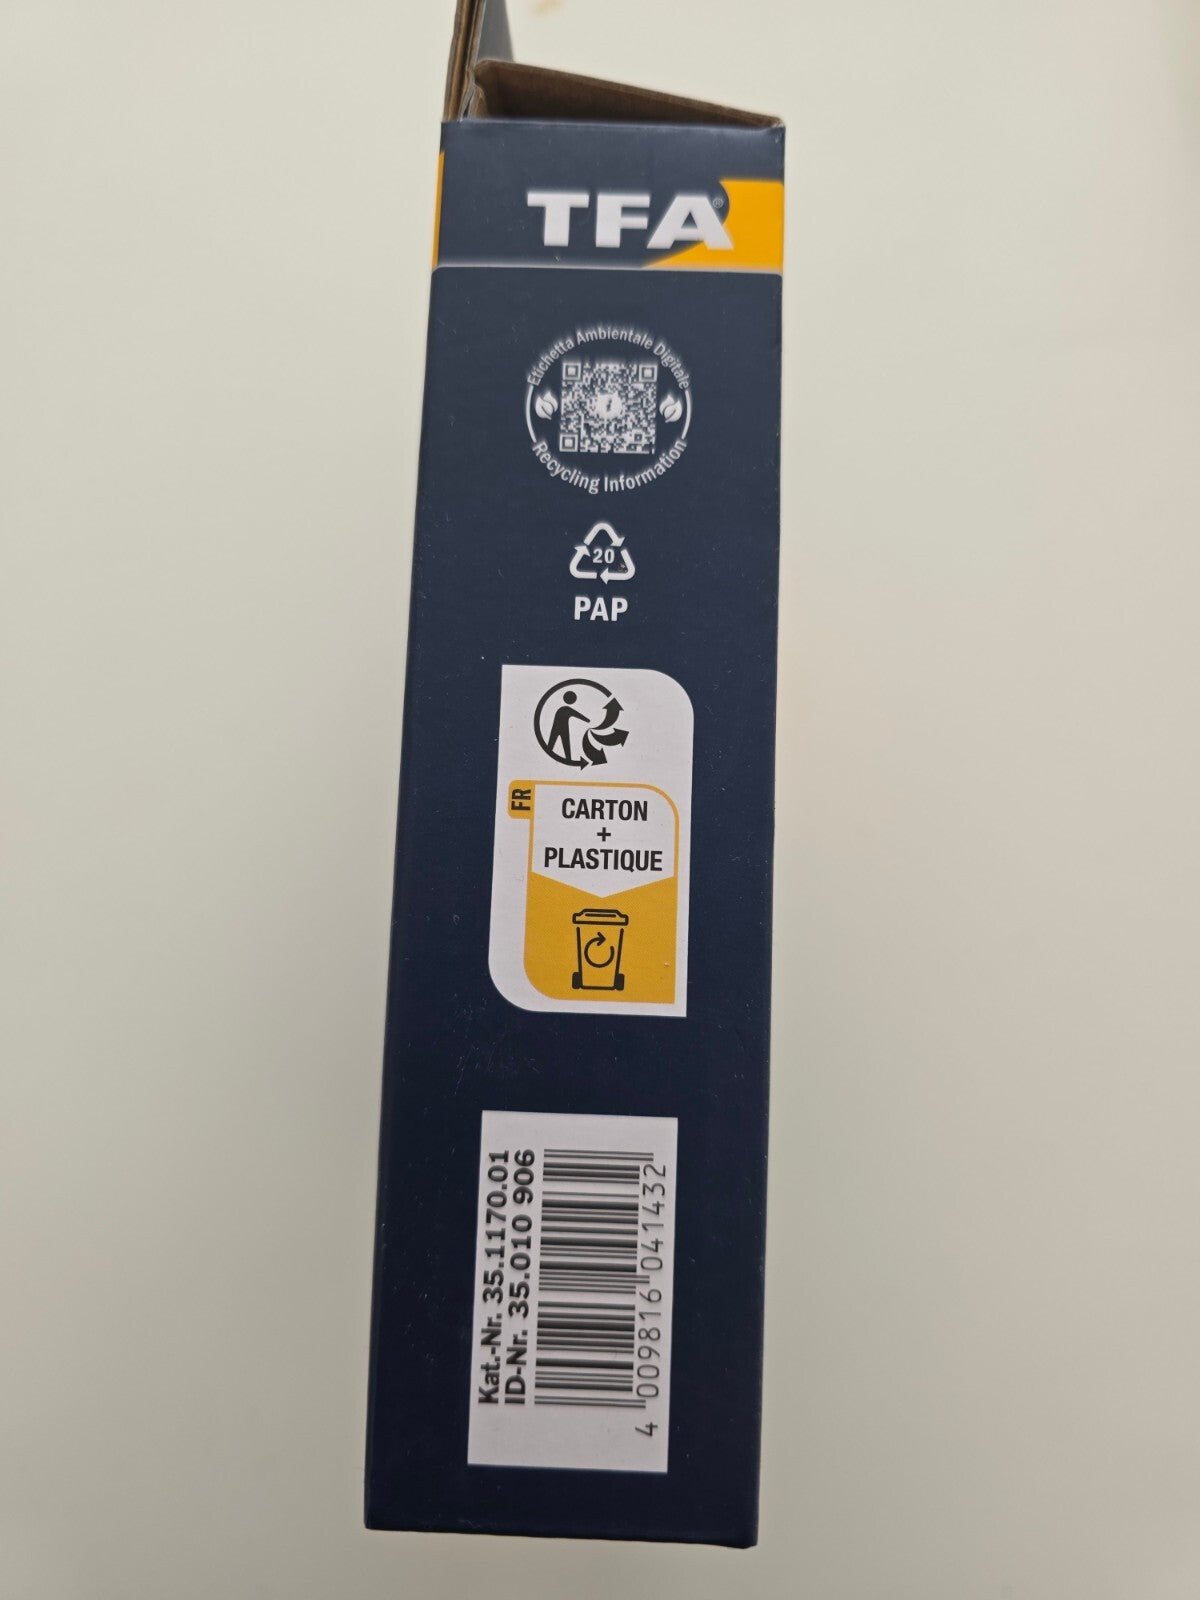 TFA®
Etichetta Ambientale Digitale
Recycling Information
20
PAP
FR
CARTON
+
PLASTIQUE
Kat.-Nr. 35.1170.01
ID-Nr. 35.010 906
4 009816 041432